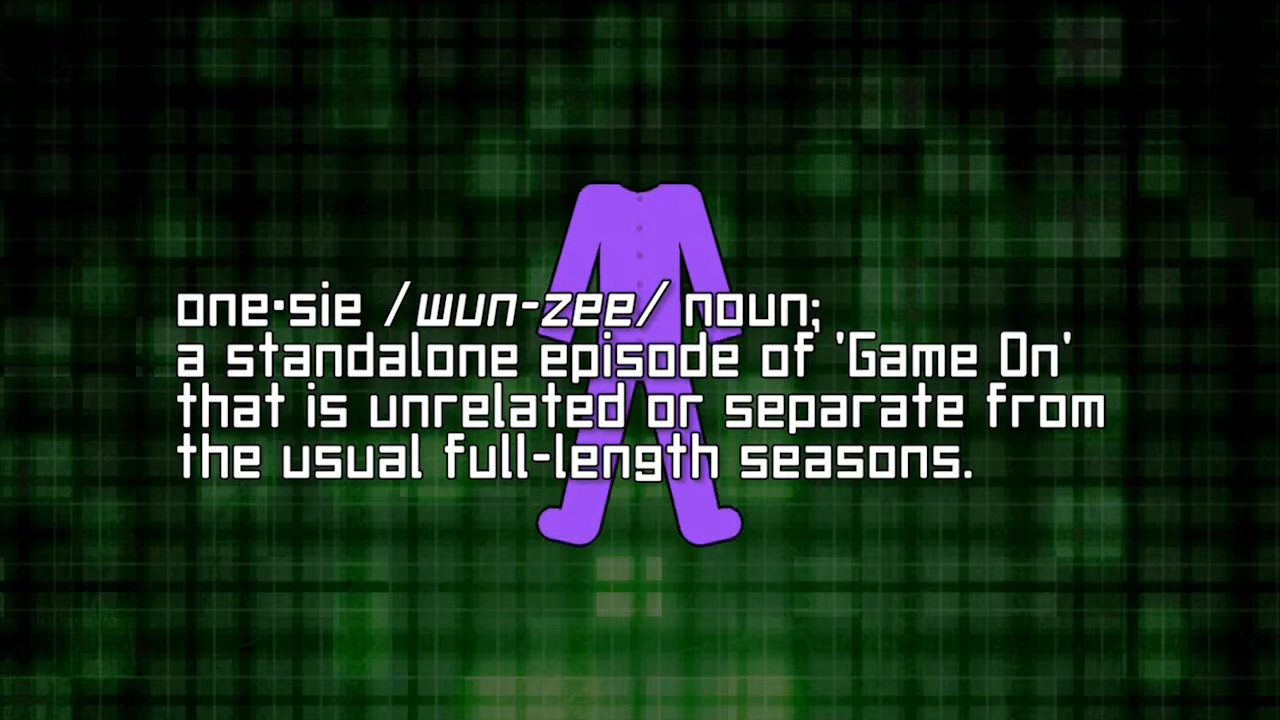 one•sie /wun-zee/ noun;
a standalone episode of 'Game On'
that is unrelated or separate from
the usual full-length seasons.